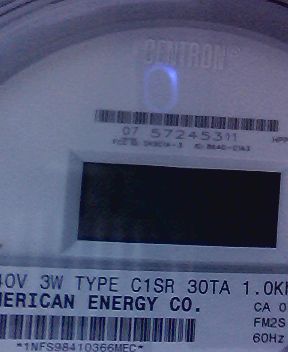 CENTRON®
07 57245311
40V 3W TYPE C1SR 30TA 1.0K
MERICAN ENERGY CO.
CA 0
FM2S
60Hz
*1NFS98410366MEC*